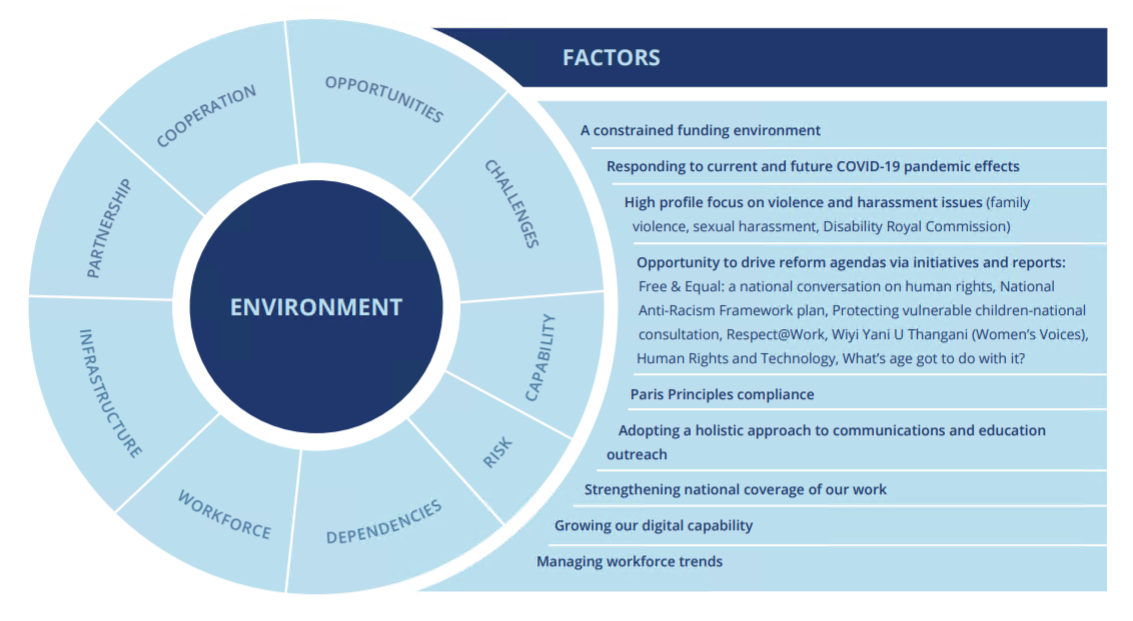 OPPORTUNITIES
CHALLENGES
CAPABILITY
RISK
DEPENDENCIES
WORKFORCE
INFRASTRUCTURE
PARTNERSHIP
COOPERATION
ENVIRONMENT
FACTORS
A constrained funding environment
Responding to current and future COVID-19 pandemic effects
High profile focus on violence and harassment issues (family
violence, sexual harassment, Disability Royal Commission)
Opportunity to drive reform agendas via initiatives and reports:
Free & Equal: a national conversation on human rights, National
Anti-Racism Framework plan, Protecting vulnerable children-national
consultation, Respect@Work, Wiyi Yani U Thangani (Women’s Voices),
Human Rights and Technology, What’s age got to do with it?
Paris Principles compliance
Adopting a holistic approach to communications and education
outreach
Strengthening national coverage of our work
Growing our digital capability
Managing workforce trends